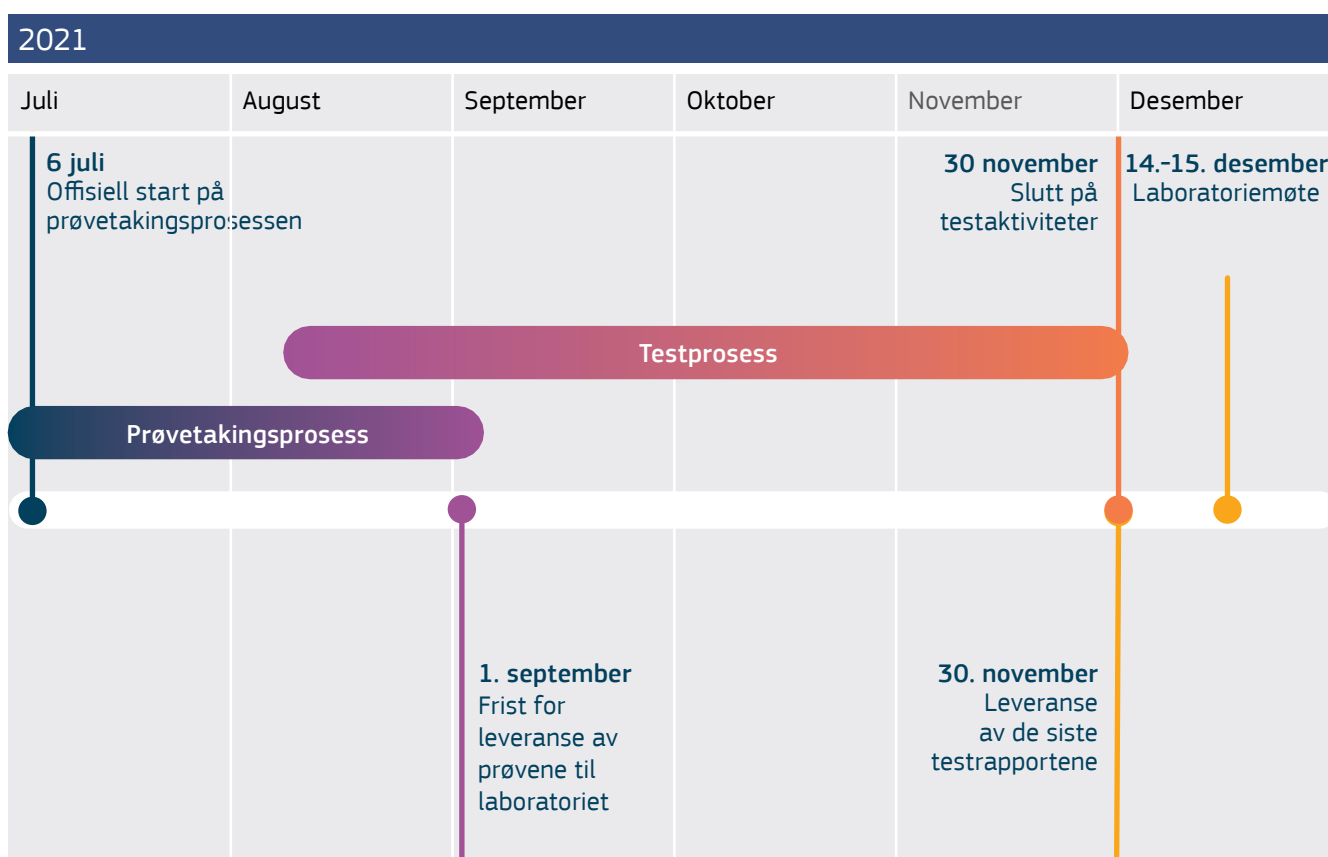 2021
Juli
August
September
Oktober
November
Desember
6 juli
Offisiell start på
prøvetakingsprosessen
30 november
Slutt på
testaktiviteter
14.-15. desember
Laboratoriemøte
Testprosess
Prøvetakingsprosess
1. september
Frist for
leveranse av
prøvene til
laboratoriet
30. november
Leveranse
av de siste
testrapportene